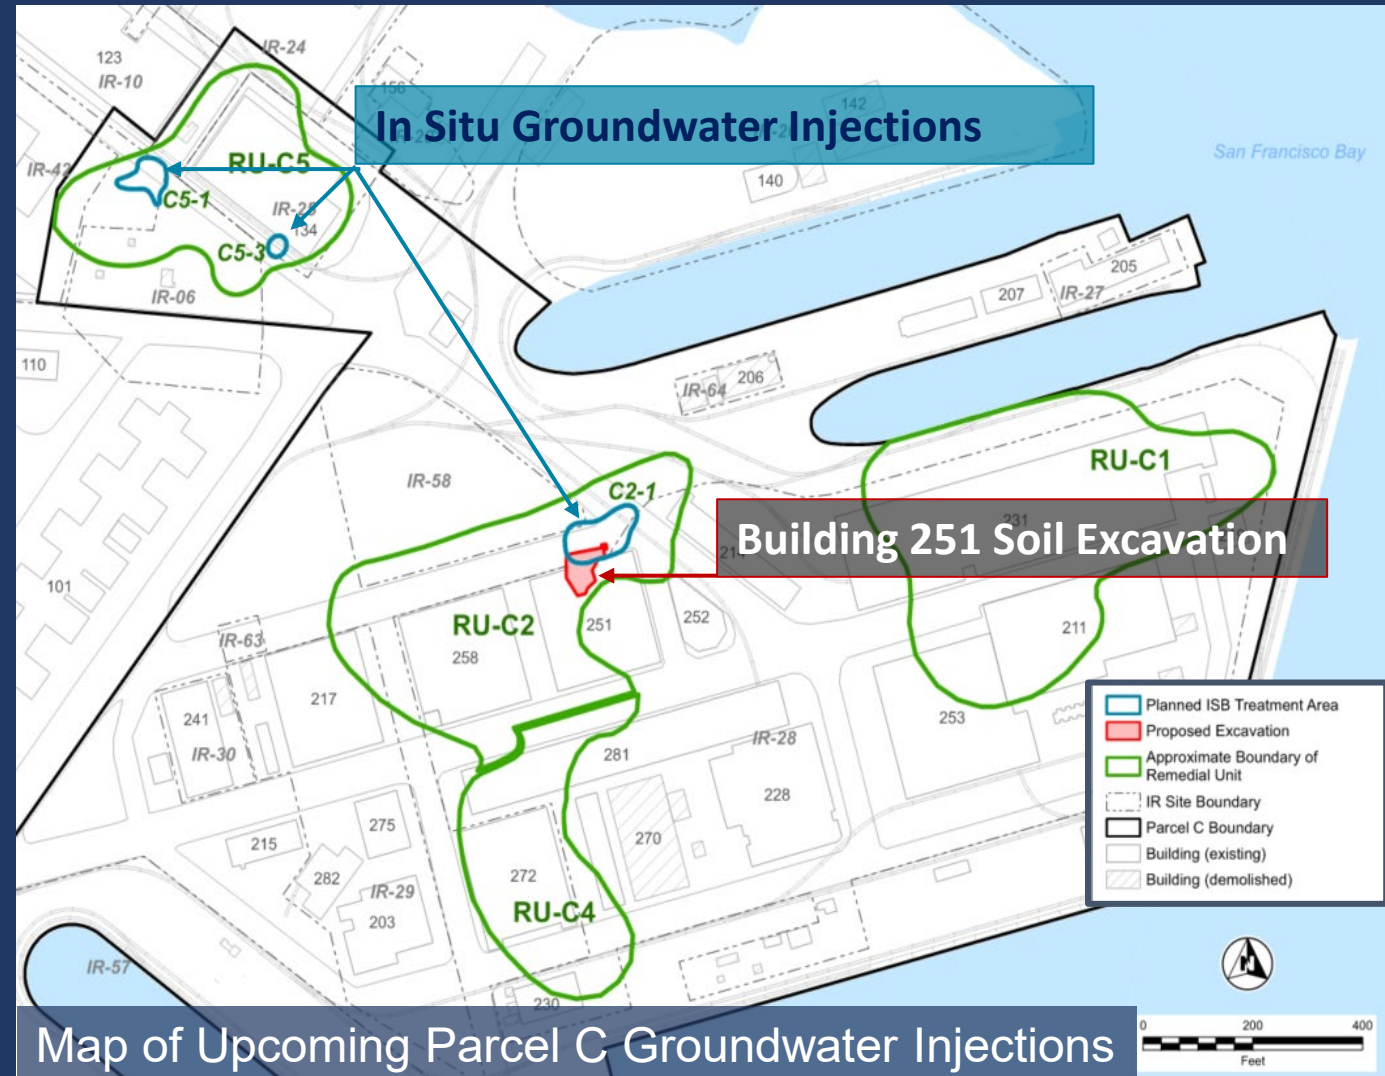 IR-24
123
IR-10
156
142
In Situ Groundwater Injections
San Francisco Bay
IR-42
RU-C5
140
C5-1
IR-25
134
C5-3
205
207
IR-27
IR-06
110
IR-64
206
RU-C1
IR-58
C2-1
231
Building 251 Soil Excavation
101
RU-C2
251
252
211
IR-63
258
217
241
253
IR-30
IR-28
281
228
275
270
215
282
272
IR-29
203
RU-C4
IR-57
230
Planned ISB Treatment Area
Proposed Excavation
Approximate Boundary of
Remedial Unit
IR Site Boundary
Parcel C Boundary
Building (existing)
Building (demolished)
N
0 200 400
Feet
Map of Upcoming Parcel C Groundwater Injections